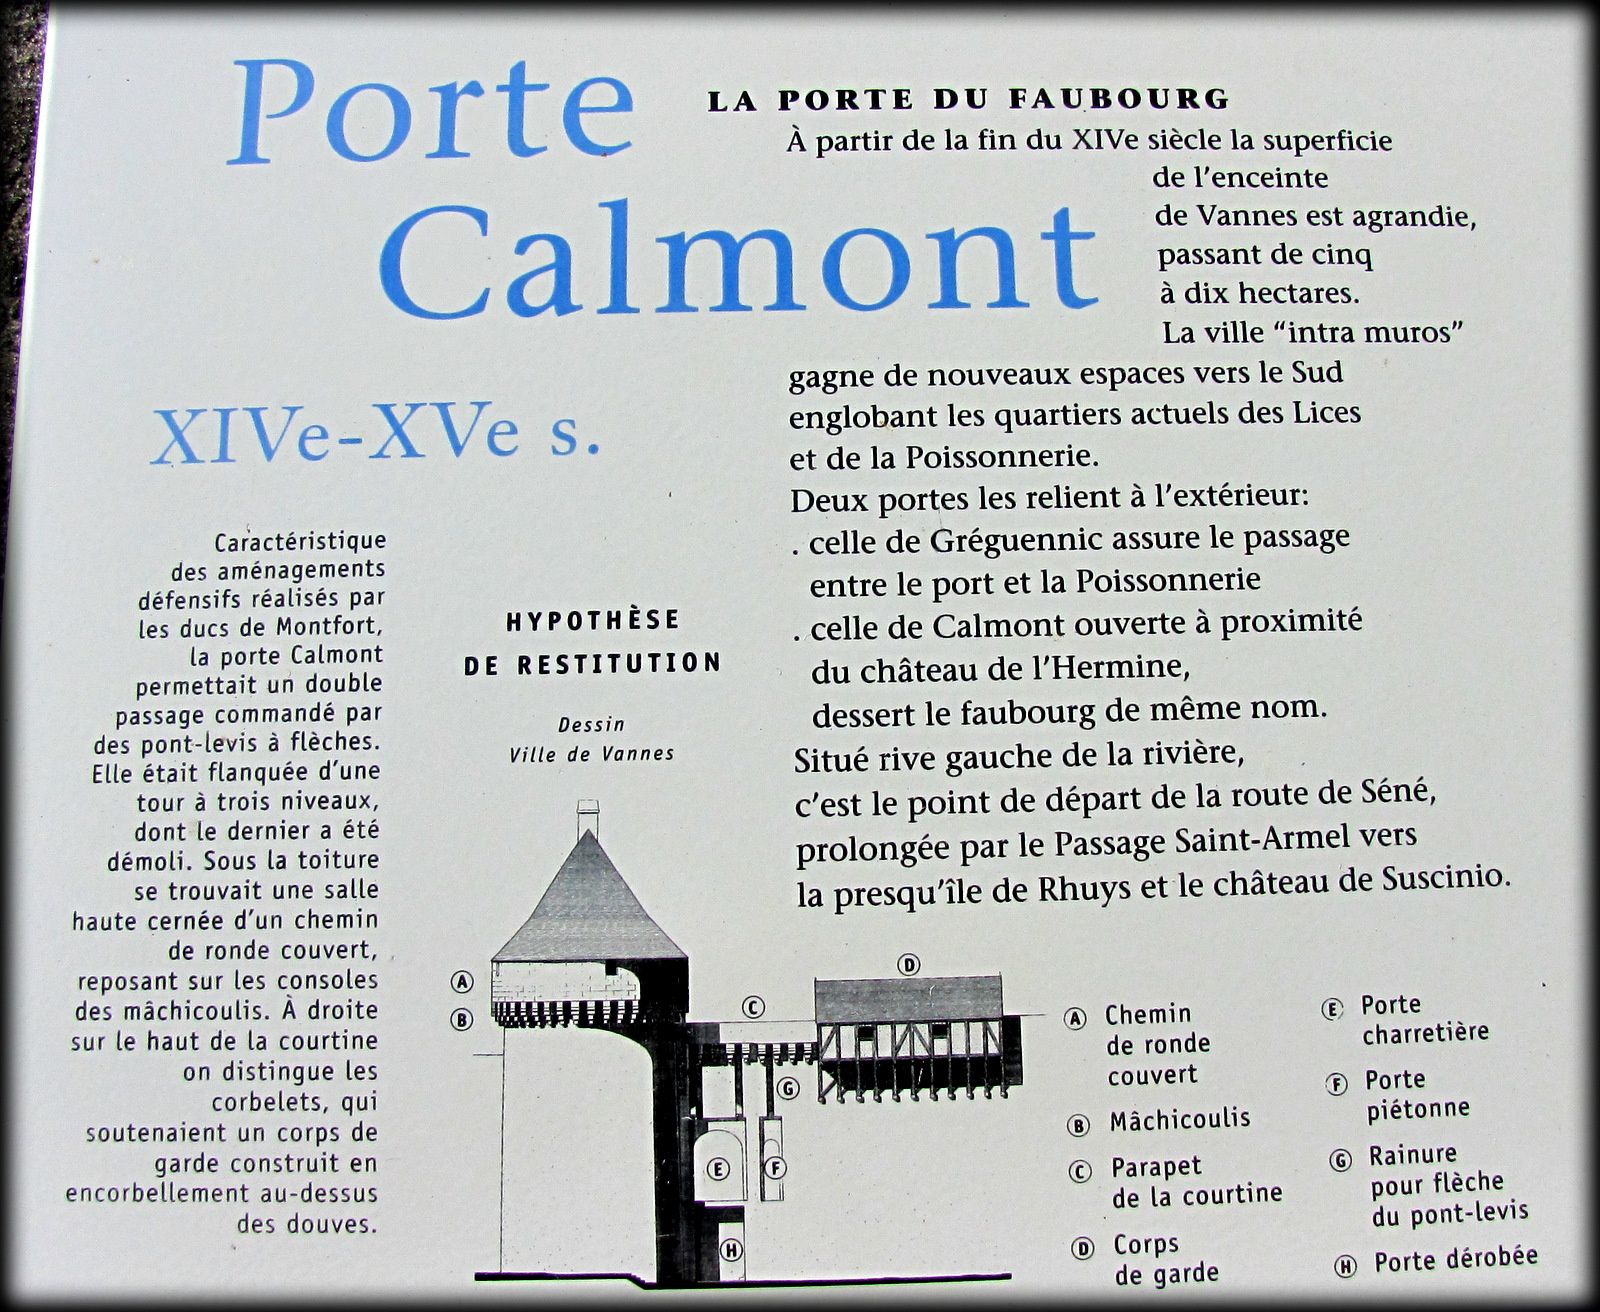 Porte
Calmont
XIVe-XVe s.
LA PORTE DU FAUBOURG
À partir de la fin du XIVe siècle la superficie
de l'enceinte
de Vannes est agrandie,
passant de cinq
à dix hectares.
La ville “intra muros”
gagne de nouveaux espaces vers le Sud
englobant les quartiers actuels des Lices
et de la Poissonnerie.
Deux portes les relient à l'extérieur:
. celle de Gréguennic assure le passage
entre le port et la Poissonnerie
. celle de Calmont ouverte à proximité
du château de l'Hermine,
dessert le faubourg de même nom.
Situé rive gauche de la rivière,
c'est le point de départ de la route de Séné,
prolongée par le Passage Saint-Armel vers
la presqu'île de Rhuys et le château de Suscinio.
Caractéristique
des aménagements
défensifs réalisés par
les ducs de Montfort,
la porte Calmont
permettait un double
passage commandé par
des pont-levis à flèches.
Elle était flanquée d'une
tour à trois niveaux,
dont le dernier a été
démoli. Sous la toiture
se trouvait une salle
haute cernée d'un chemin
de ronde couvert,
reposant sur les consoles
des mâchicoulis. À droite
sur le haut de la courtine
on distingue les
corbelets, qui
soutenaient un corps de
garde construit en
encorbellement au-dessus
des douves.
HYPOTHÈSE
DE RESTITUTION
Dessin
Ville de Vannes
A
B
C
D
G
E
F
H
A Chemin
de ronde
couvert
B Mâchicoulis
C Parapet
de la courtine
D Corps
de garde
E Porte
charretière
F Porte
piétonne
G Rainure
pour flèche
du pont-levis
H Porte dérobée